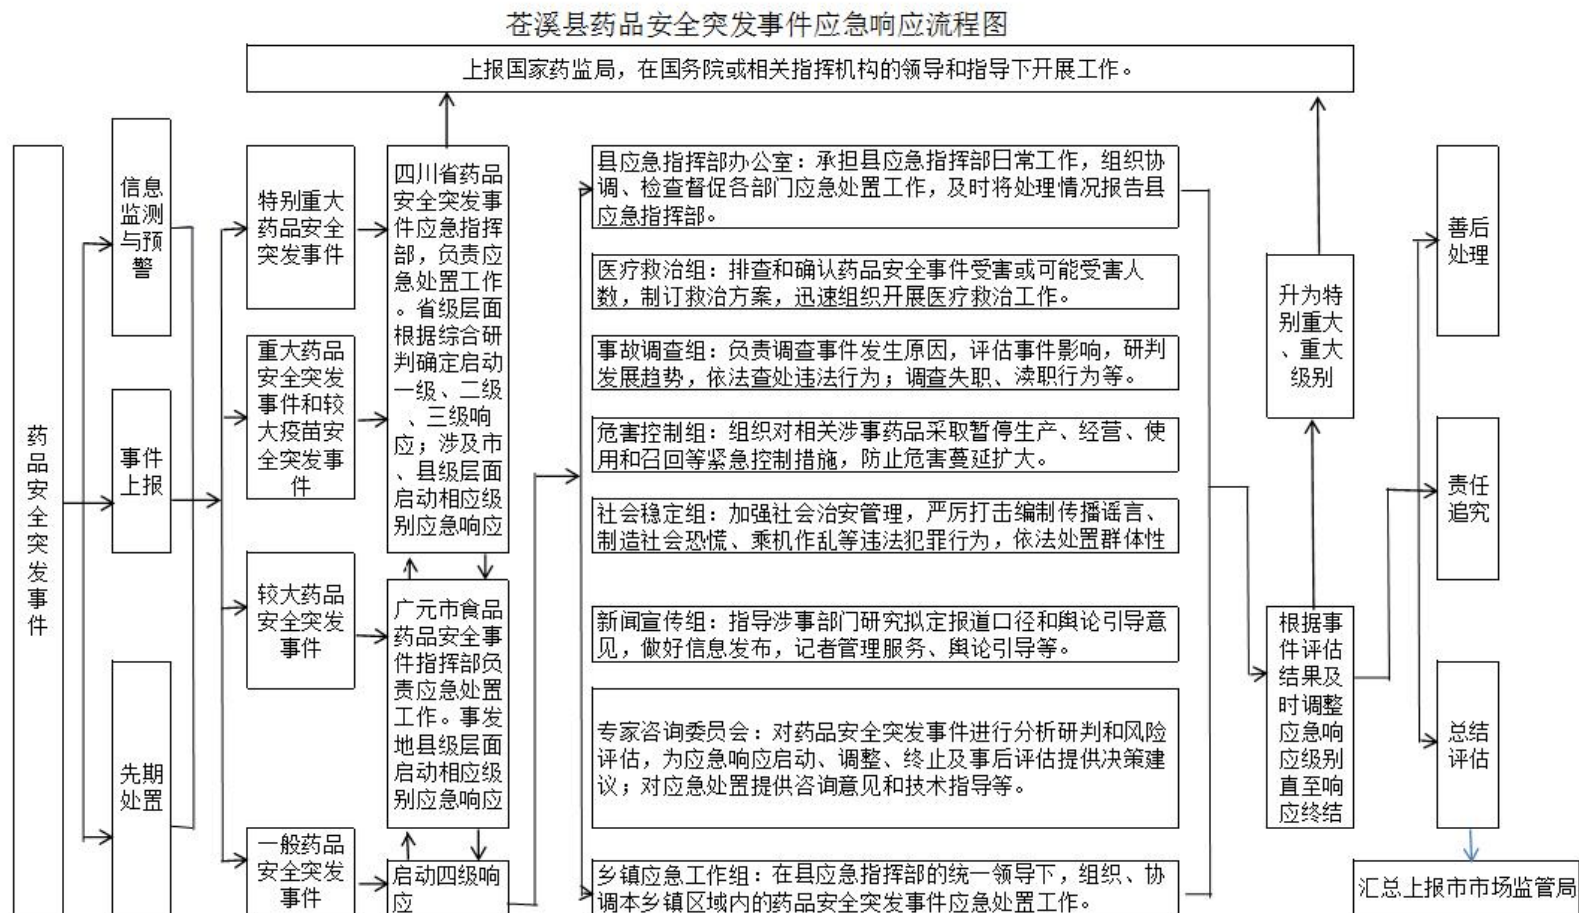 苍溪县药品安全突发事件应急响应流程图
上报国家药监局，在国务院或相关指挥机构的领导和指导下开展工作。
药
品
安
全
突
发
事
件
信息
监测
与预
警
事件
上报
先期
处置
特别重大
药品安全
突发事件
重大药品
安全突发
事件和较
大疫苗安
全突发事
件
较大药品
安全突发
事件
一般药品
安全突发
事件
四川省药品
安全突发事
件应急指挥
部，负责应
急处置工作
。省级层面
根据综合研
判确定启动
一级、二级
、三级响
应；涉及市
、县级层面
启动相应级
别应急响应
广元市食品
药品安全事
件指挥部负
责应急处置
工作。事发
地县级层面
启动相应级
别应急响应
启动四级响
应
县应急指挥部办公室：承担县应急指挥部日常工作，组织协
调、检查督促各部门应急处置工作，及时将处理情况报告县
应急指挥部。
医疗救治组：排查和确认药品安全事件受害或可能受害人
数，制订救治方案，迅速组织开展医疗救治工作。
事故调查组：负责调查事件发生原因，评估事件影响，研判
发展趋势，依法查处违法行为；调查失职、渎职行为等。
危害控制组：组织对相关涉事药品采取暂停生产、经营、使
用和召回等紧急控制措施，防止危害蔓延扩大。
社会稳定组：加强社会治安管理，严厉打击编制传播谣言、
制造社会恐慌、乘机作乱等违法犯罪行为，依法处置群体性
新闻宣传组：指导涉事部门研究拟定报道口径和舆论引导意
见，做好信息发布，记者管理服务、舆论引导等。
专家咨询委员会：对药品安全突发事件进行分析研判和风险
评估，为应急响应启动、调整、终止及事后评估提供决策建
议；对应急处置提供咨询意见和技术指导等。
乡镇应急工作组：在县应急指挥部的统一领导下，组织、协
调本乡镇区域内的药品安全突发事件应急处置工作。
升为特
别重大
、重大
级别
根据事
件评估
结果及
时调整
应急响
应级别
直至响
应终结
善后
处理
责任
追究
总结
评估
汇总上报市市场监管局